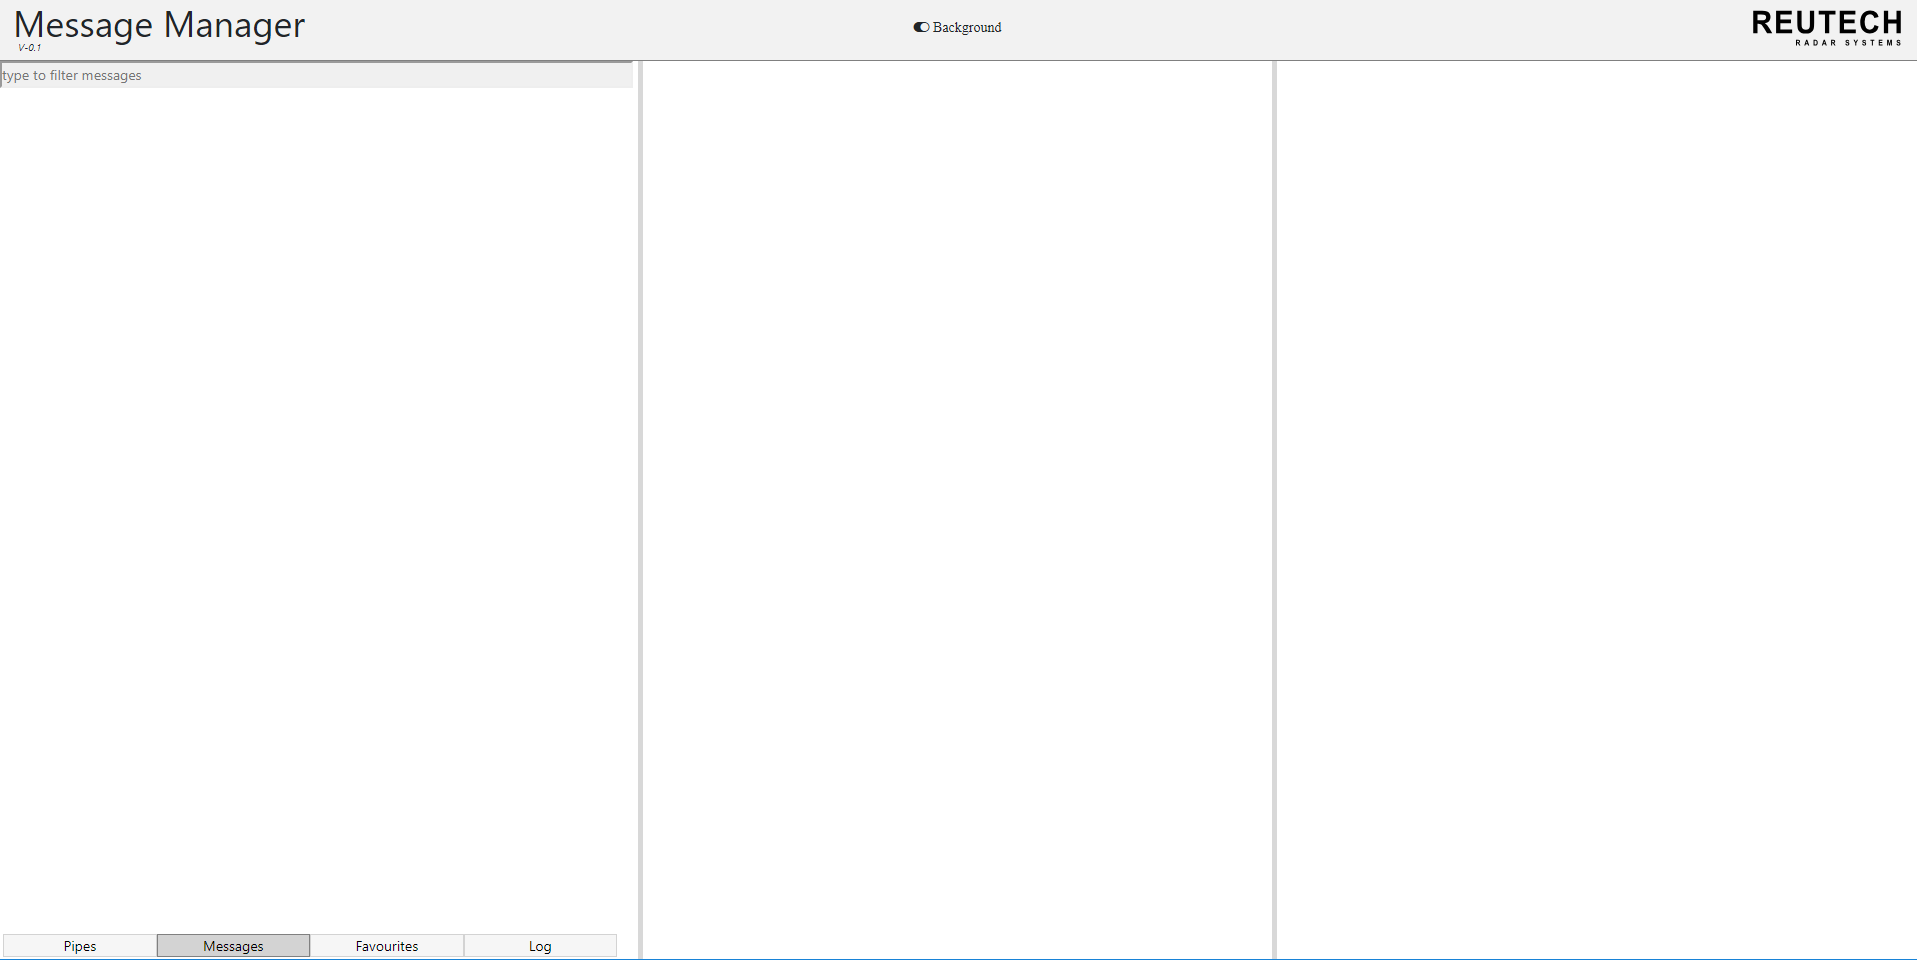 Message Manager
V-0.1
Background
REUTECH
RADAR SYSTEMS
type to filter messages
Pipes
Messages
Favourites
Log